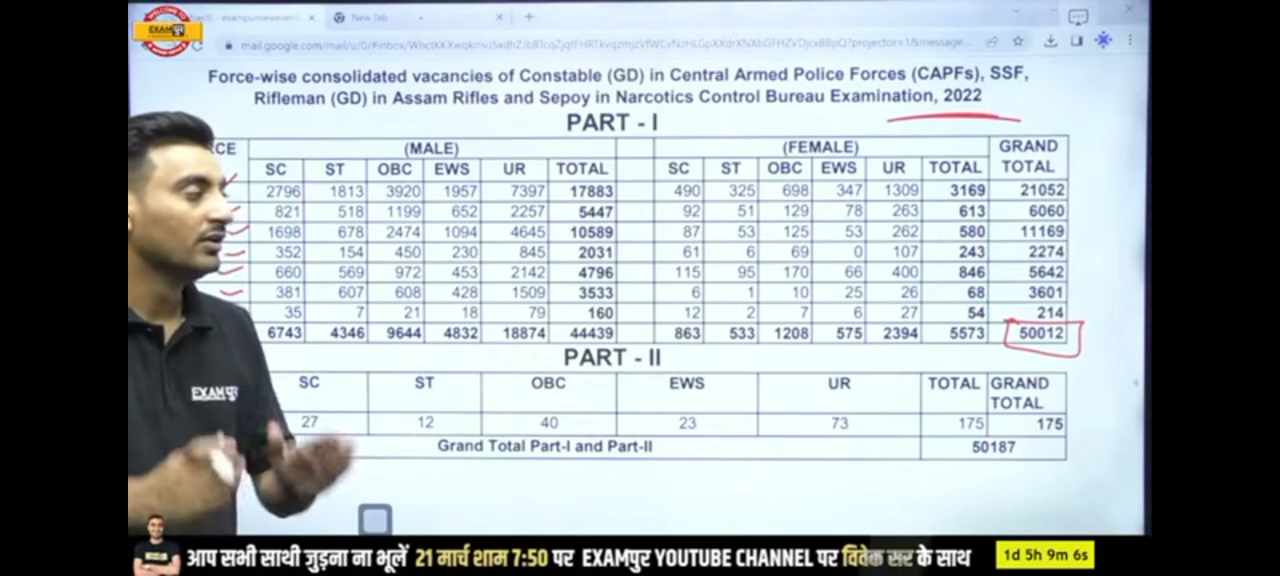 WELCOME TO
EXAMपुर
New Tab
Force-wise consolidated vacancies of Constable (GD) in Central Armed Police Forces (CAPFs), SSF,
Rifleman (GD) in Assam Rifles and Sepoy in Narcotics Control Bureau Examination, 2022
PART - I
RCE (MALE) (FEMALE) GRAND TOTAL
SC ST OBC EWS UR TOTAL SC ST OBC EWS UR TOTAL
2796 1813 3920 1957 7397 17883 490 325 698 347 1309 3169 21052
821 518 1199 652 2257 5447 92 51 129 78 263 613 6060
1698 678 2474 1094 4645 10589 87 53 125 53 262 580 11169
352 154 450 230 845 2031 61 6 69 0 107 243 2274
660 569 972 453 2142 4796 115 95 170 66 400 846 5642
381 607 608 428 1509 3533 6 1 10 25 26 68 3601
35 7 21 18 79 160 12 2 7 6 27 54 214
6743 4346 9644 4832 18874 44439 863 533 1208 575 2394 5573 50012
PART - II
SC ST OBC EWS UR TOTAL GRAND TOTAL
27 12 40 23 73 175 175
Grand Total Part-I and Part-II 50187
EXAMपुर
आप सभी साथी जुड़ना ना भूलें 21 मार्च शाम 7:50 पर EXAMपुर YOUTUBE CHANNEL पर विवेक सर के साथ
1d 5h 9m 6s